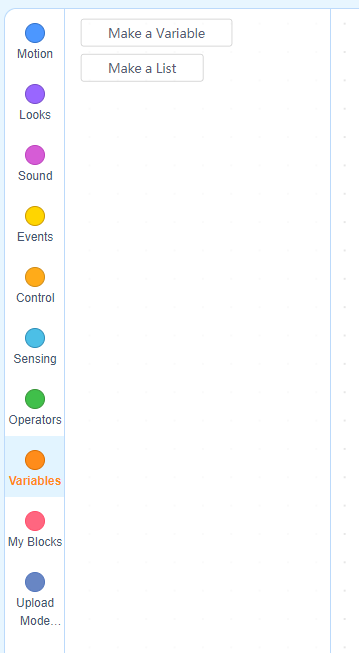 Motion
Looks
Sound
Events
Control
Sensing
Operators
Variables
My Blocks
Upload
Mode...
Make a Variable
Make a List